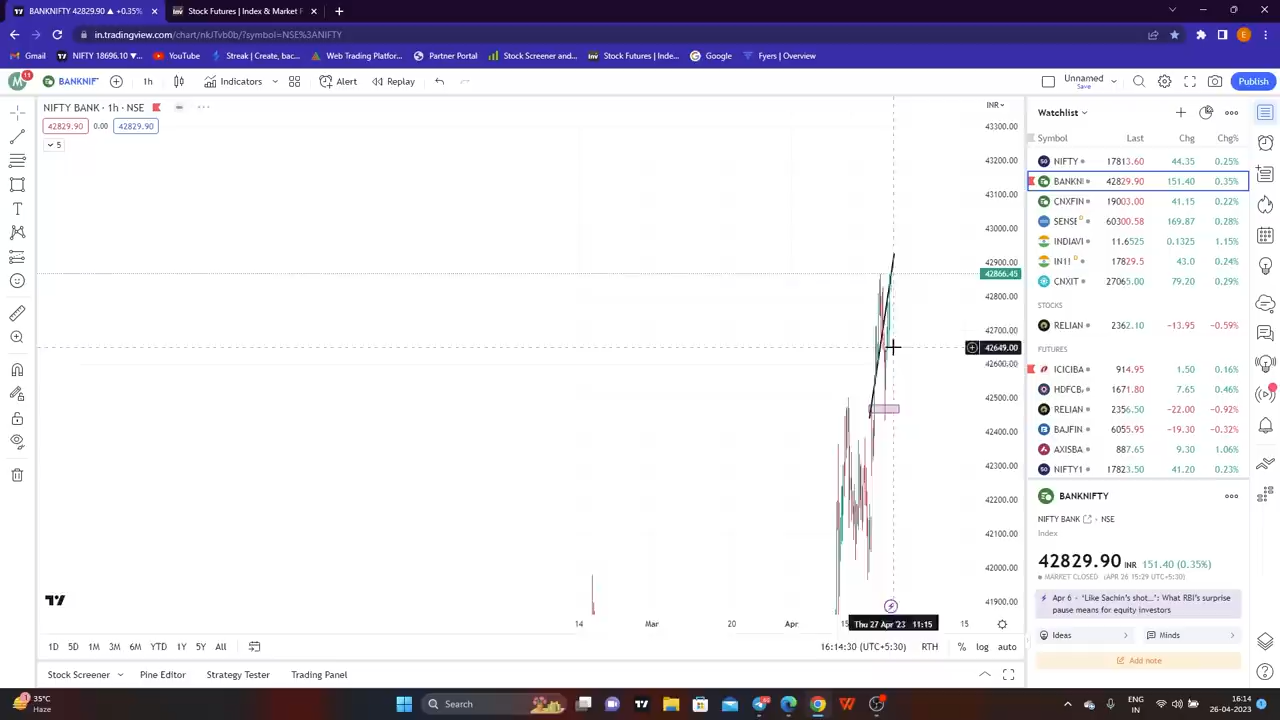 BANKNIFTY 42829.90 ▲ +0.35%
Stock Futures | Index & Market F
in.tradingview.com/chart/nkJTvb0b/?symbol=NSE%3ANIFTY
E
Gmail
NIFTY 18696.10 ▼...
YouTube
Streak | Create, bac...
Web Trading Platfor...
Partner Portal
Stock Screener and...
Stock Futures | Inde...
Google
Fyers | Overview
M
11
BANKNIF
1h
Indicators
Alert
Replay
Unnamed
Save
Publish
NIFTY BANK · 1h · NSE
42829.90
0.00
42829.90
5
INR
43300.00
43200.00
43100.00
43000.00
42900.00
42866.45
42800.00
42700.00
42649.00
42600.00
42500.00
42400.00
42300.00
42200.00
42100.00
42000.00
41900.00
14
Mar
20
Apr
Thu 27 Apr '23 11:15
15
1D
5D
1M
3M
6M
YTD
1Y
5Y
All
16:14:30 (UTC+5:30)
RTH
%
log
auto
Stock Screener
Pine Editor
Strategy Tester
Trading Panel
Watchlist
Symbol Last Chg Chg%
NIFTY 17813.60 44.35 0.25%
BANKNI 42829.90 151.40 0.35%
CNXFIN 19003.00 41.15 0.22%
SENSE D 60300.58 169.87 0.28%
INDIAVI 11.6525 0.1325 1.15%
IN1! D 17829.5 43.0 0.24%
CNXIT 27065.00 79.20 0.29%
STOCKS
RELIAN 2362.10 −13.95 −0.59%
FUTURES
ICICIBA 914.95 1.50 0.16%
HDFCB 1671.80 7.65 0.46%
RELIAN 2356.50 −22.00 −0.92%
BAJFIN 6055.95 −19.30 −0.32%
AXISBA 887.65 9.30 1.06%
NIFTY1 17823.50 41.20 0.23%
BANKNIFTY
NIFTY BANK · NSE
Index
42829.90 INR 151.40 (0.35%)
MARKET CLOSED (APR 26 15:29 UTC+5:30)
Apr 6 - 'Like Sachin's shot...': What RBI's surprise
pause means for equity investors
Ideas
Minds
Add note
35°C
Haze
Search
ENG
IN
16:14
26-04-2023